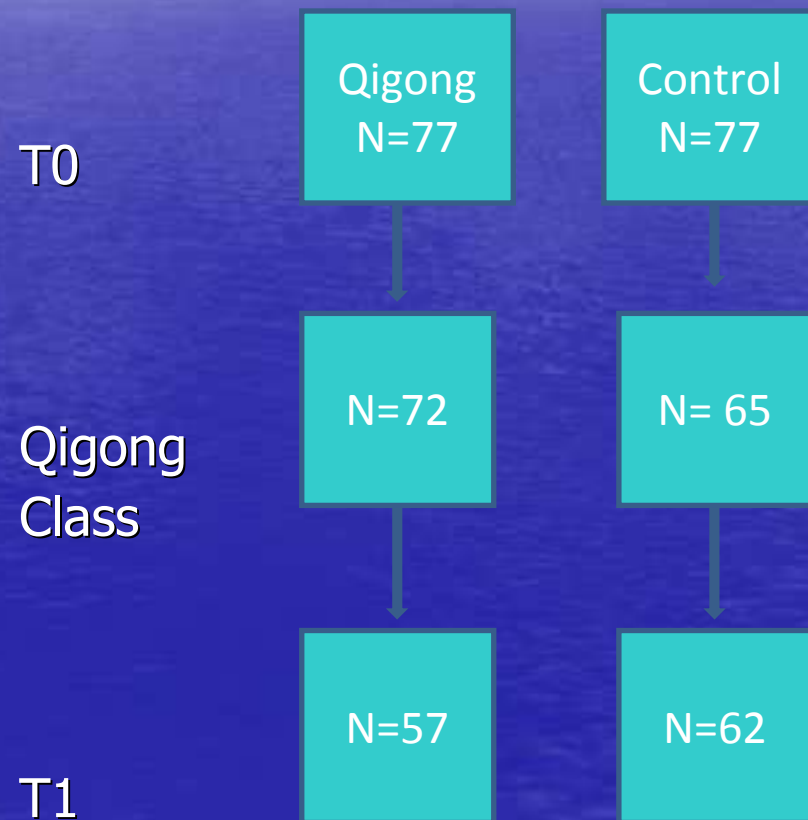 Qigong
N=77
Control
N=77
T0
N=72
N= 65
Qigong
Class
N=57
N=62
T1